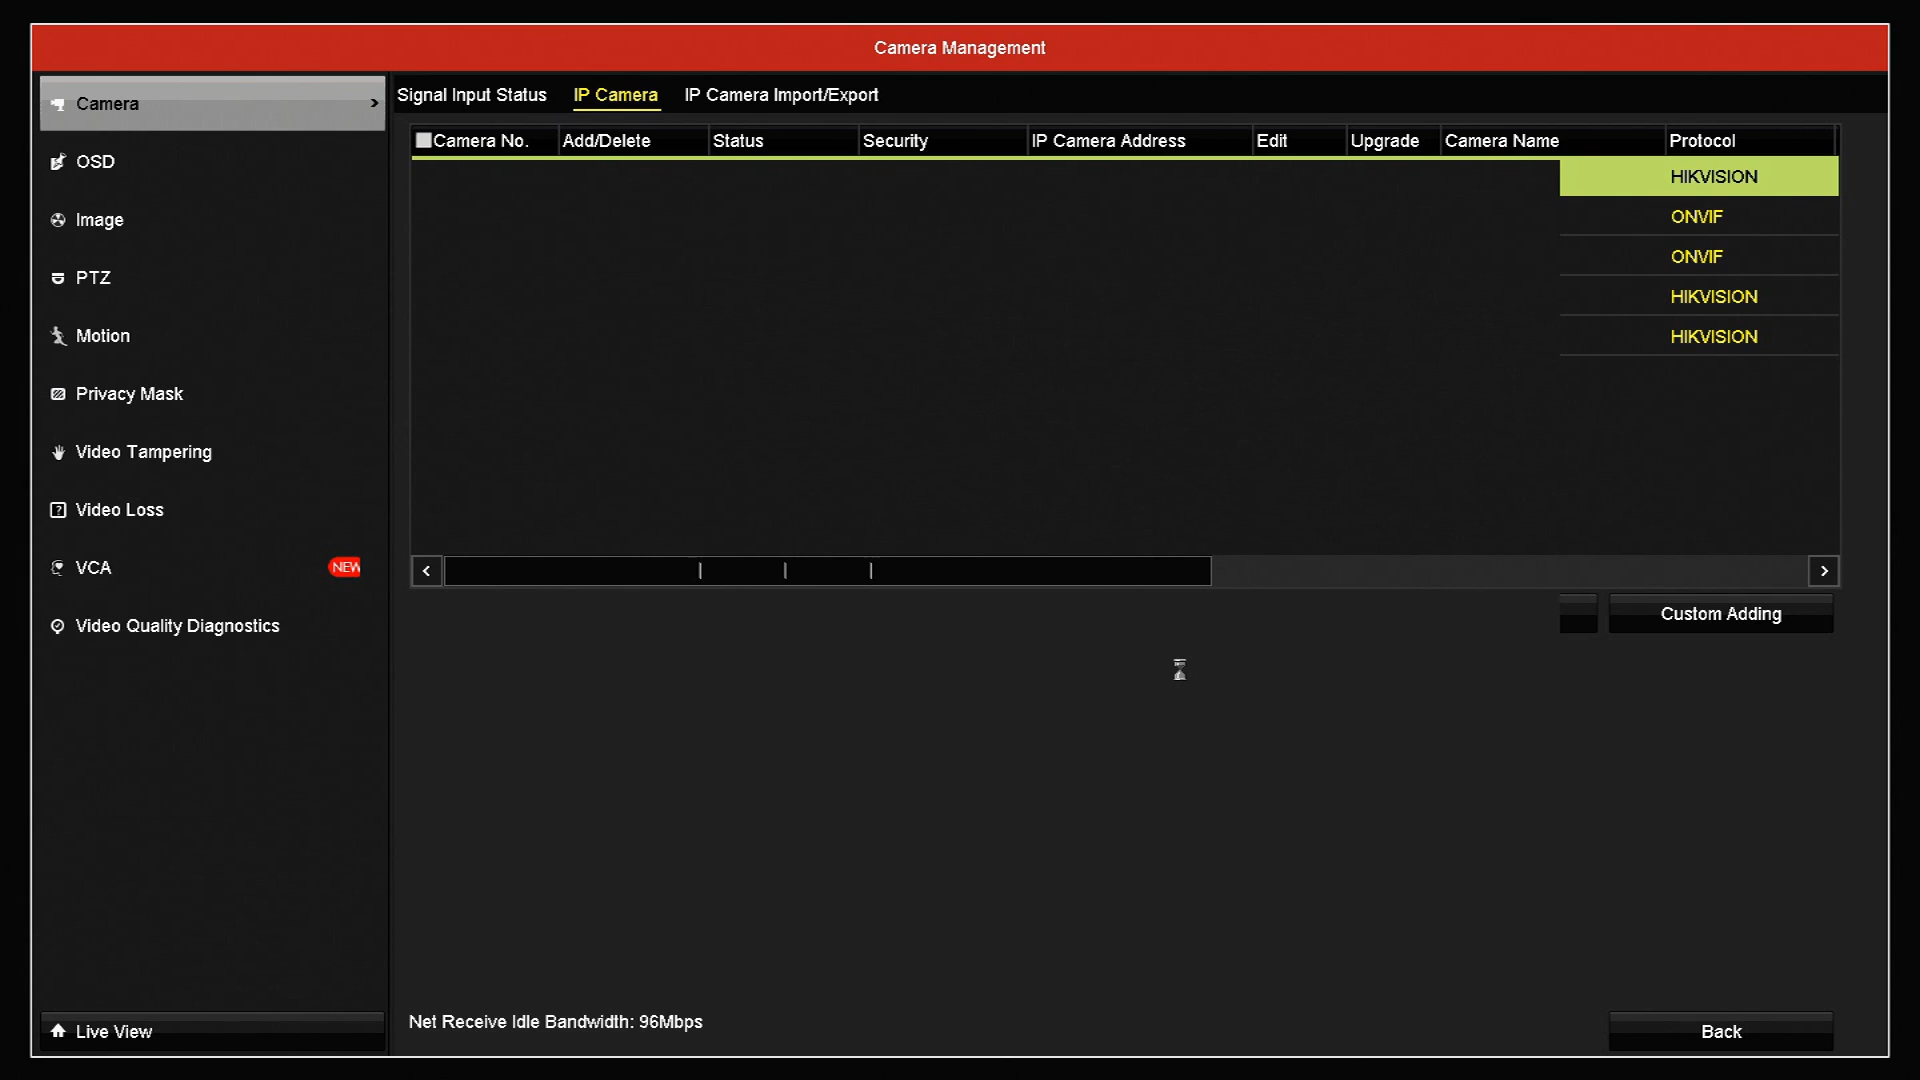 Camera Management
Camera
OSD
Image
PTZ
Motion
Privacy Mask
Video Tampering
Video Loss
VCA NEW
Video Quality Diagnostics
Live View
Signal Input Status IP Camera IP Camera Import/Export
Camera No. Add/Delete Status Security IP Camera Address Edit Upgrade Camera Name Protocol
HIKVISION
ONVIF
ONVIF
HIKVISION
HIKVISION
Custom Adding
Net Receive Idle Bandwidth: 96Mbps
Back